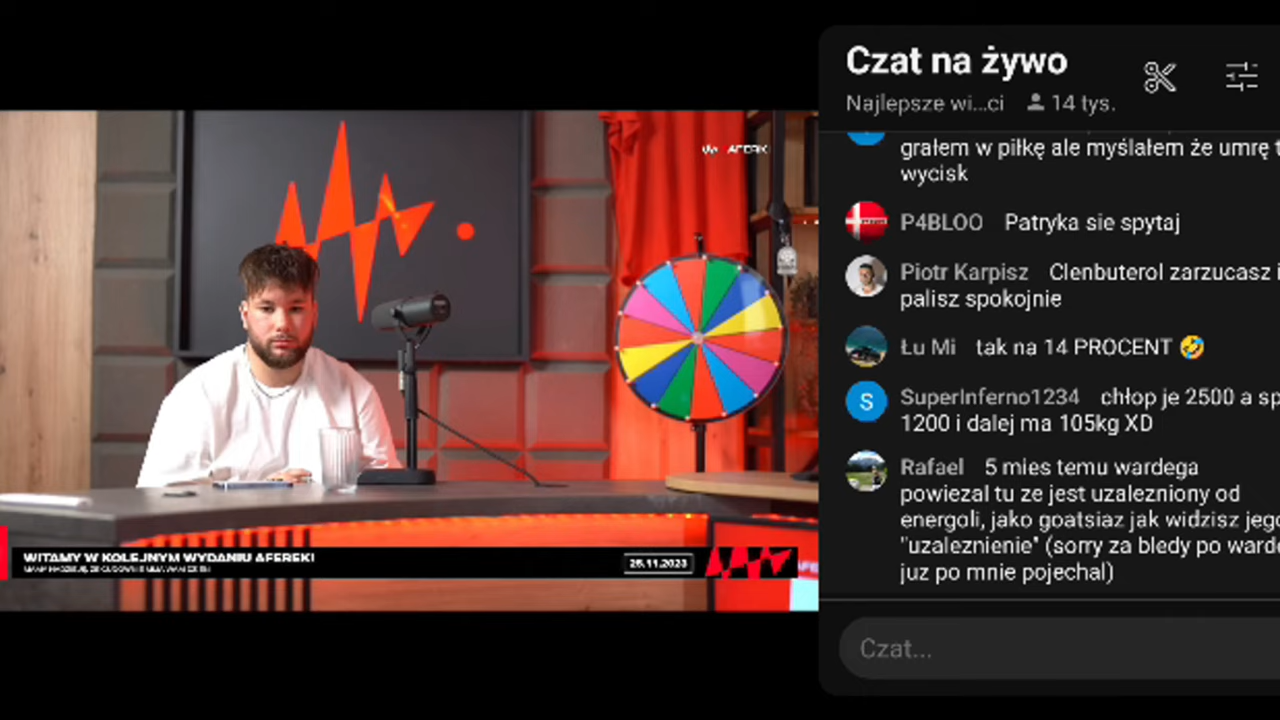 Czat na żywo
Najlepsze wi...ci 14 tys.
grałem w piłkę ale myślałem że umrę t
wycisk
P4BLOO Patryka sie spytaj
Piotr Karpisz Clenbuterol zarzucasz i
palisz spokojnie
Łu Mi tak na 14 PROCENT 🤣
S SuperInferno1234 chłop je 2500 a sp
1200 i dalej ma 105kg XD
Rafael 5 mies temu wardega
powiezal tu ze jest uzalezniony od
energoli, jako goatsiaz jak widzisz jego
"uzaleznienie" (sorry za bledy po warde
juz po mnie pojechal)
Czat...
AFERK
WITAMY W KOLEJNYM WYDANIU AFEREK!
25.11.2023